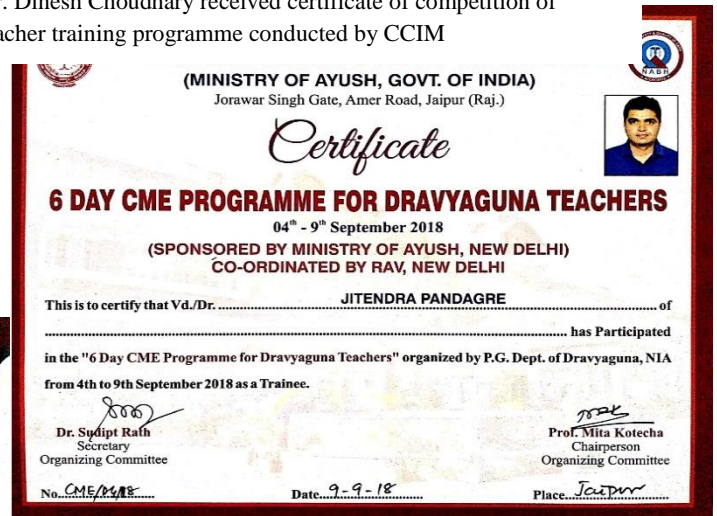 r. Dinesh Choudhary received certificate of competition of
eacher training programme conducted by CCIM
NABH
(MINISTRY OF AYUSH, GOVT. OF INDIA)
Jorawar Singh Gate, Amer Road, Jaipur (Raj.)
Certificate
6 DAY CME PROGRAMME FOR DRAVYAGUNA TEACHERS
04th - 9th September 2018
(SPONSORED BY MINISTRY OF AYUSH, NEW DELHI)
CO-ORDINATED BY RAV, NEW DELHI
This is to certify that Vd./Dr. JITENDRA PANDAGRE of
has Participated
in the "6 Day CME Programme for Dravyaguna Teachers" organized by P.G. Dept. of Dravyaguna, NIA
from 4th to 9th September 2018 as a Trainee.
Dr. Sudipt Rath
Secretary
Organizing Committee
Prof. Mita Kotecha
Chairperson
Organizing Committee
No. CME/04/18 Date. 9-9-18 Place. Jaipur